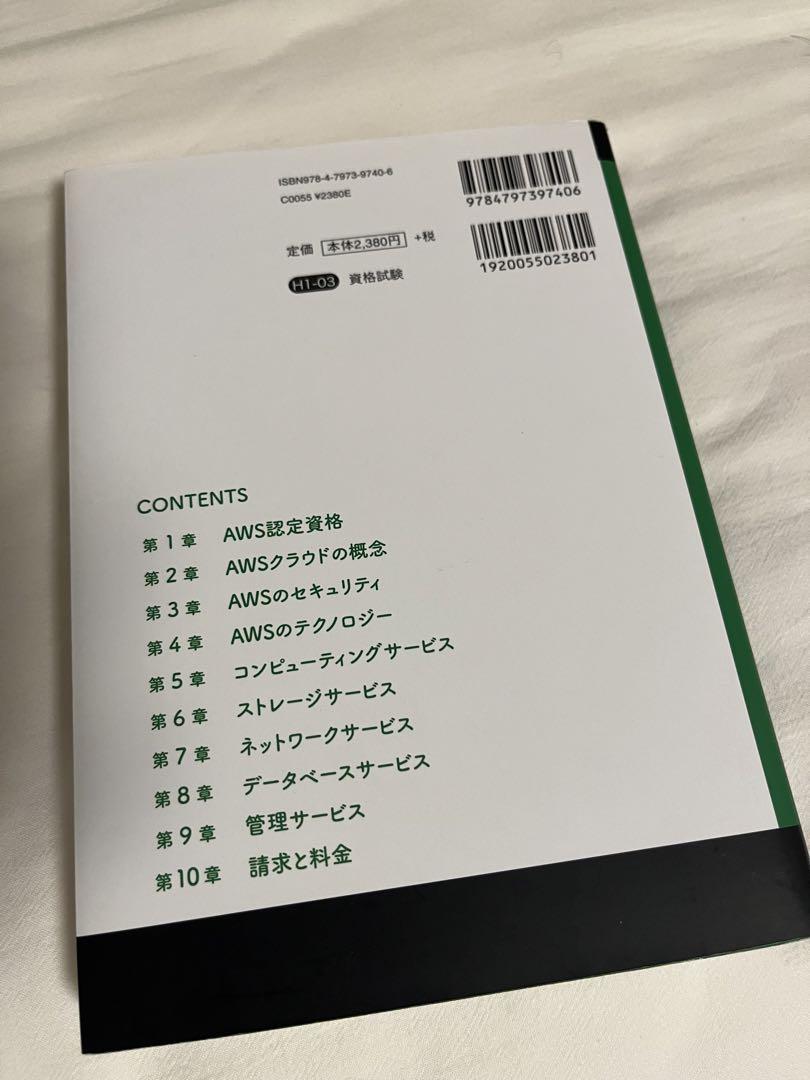 ISBN978-4-7973-9740-6
C0055 ¥2380E
9784797397406
定価 本体2,380円 +税
1920055023801
H1-03 資格試験
CONTENTS
第1章 AWS認定資格
第2章 AWSクラウドの概念
第3章 AWSのセキュリティ
第4章 AWSのテクノロジー
第5章 コンピューティングサービス
第6章 ストレージサービス
第7章 ネットワークサービス
第8章 データベースサービス
第9章 管理サービス
第10章 請求と料金